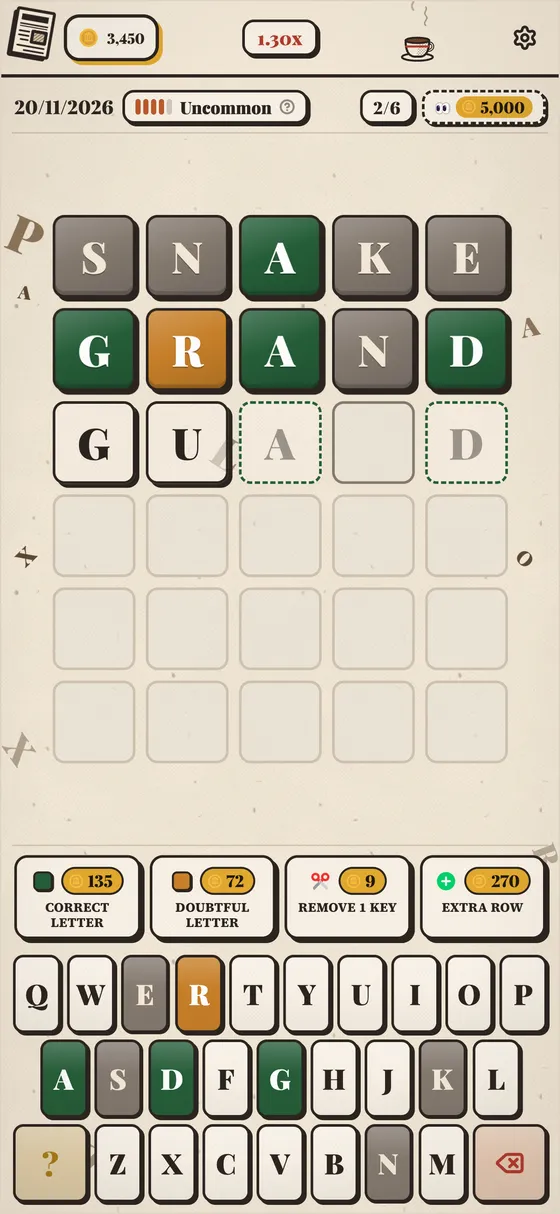 3,450
1.30x
20/11/2026 Uncommon ? 2/6 5,000
P
A
S N A K E
G R A N D
A
G U A D
E
X
O
X
R
135 72 9 270
CORRECT LETTER DOUBTFUL LETTER REMOVE 1 KEY EXTRA ROW
Q W E R T Y U I O P
A S D F G H J K L
? Z X C V B N M